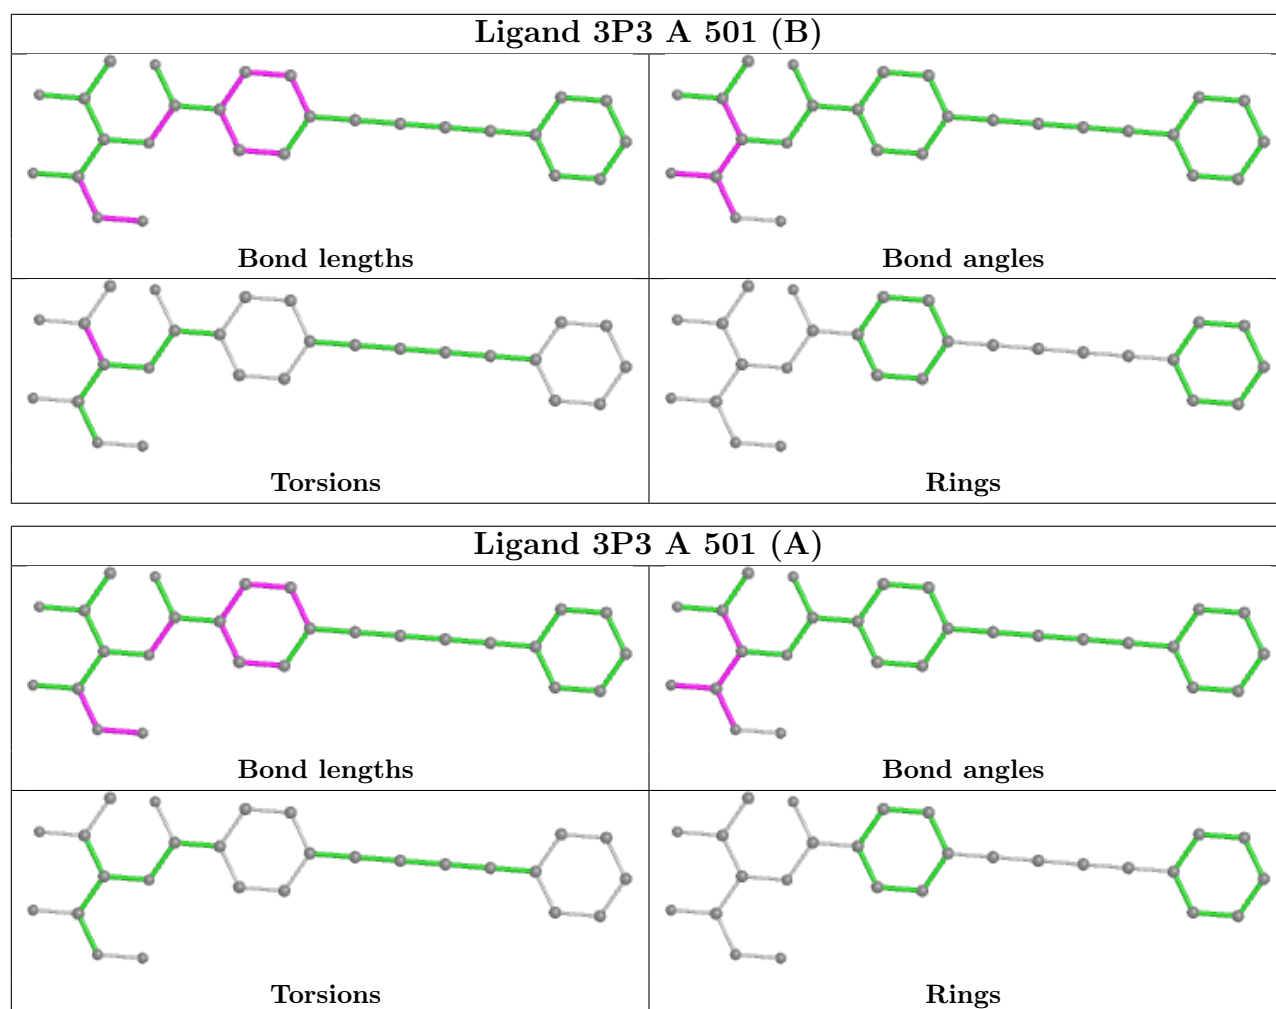 Ligand 3P3 A 501 (B)
Bond lengths
Bond angles
Torsions
Rings
Ligand 3P3 A 501 (A)
Bond lengths
Bond angles
Torsions
Rings